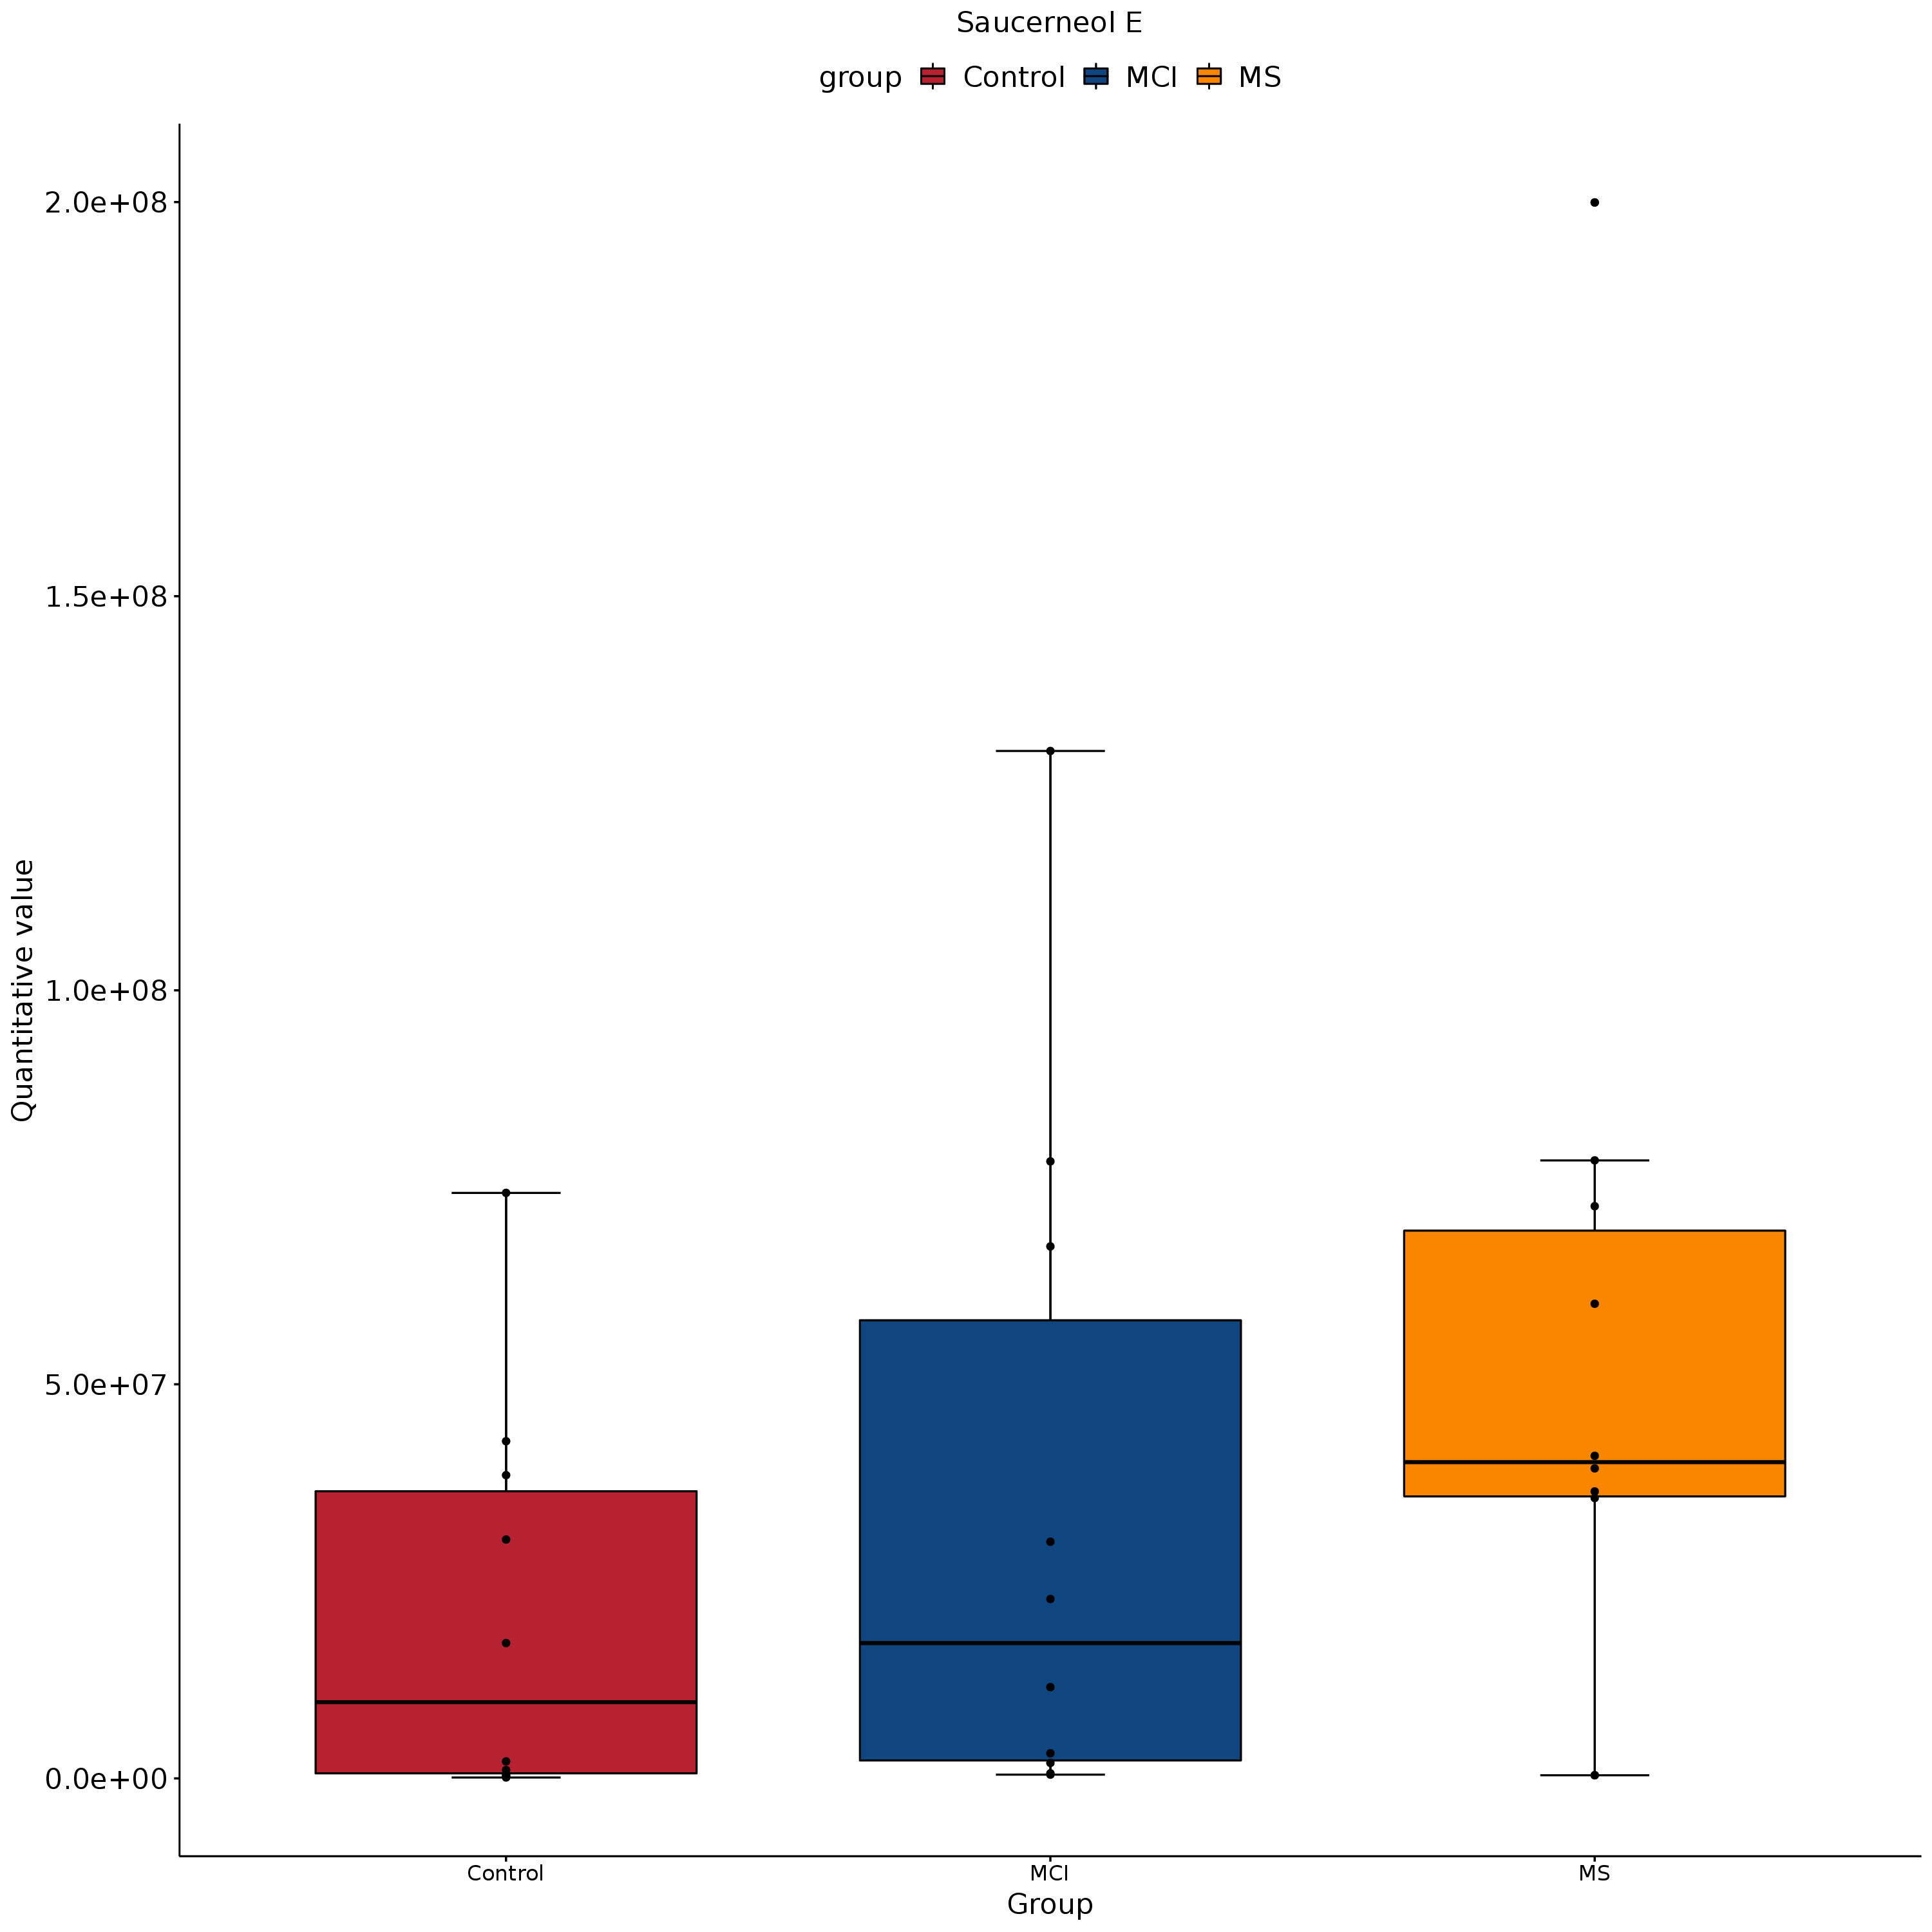 Saucerneol E
group Control MCI MS
2.0e+08
1.5e+08
1.0e+08
5.0e+07
0.0e+00
Quantitative value
Control MCI MS
Group